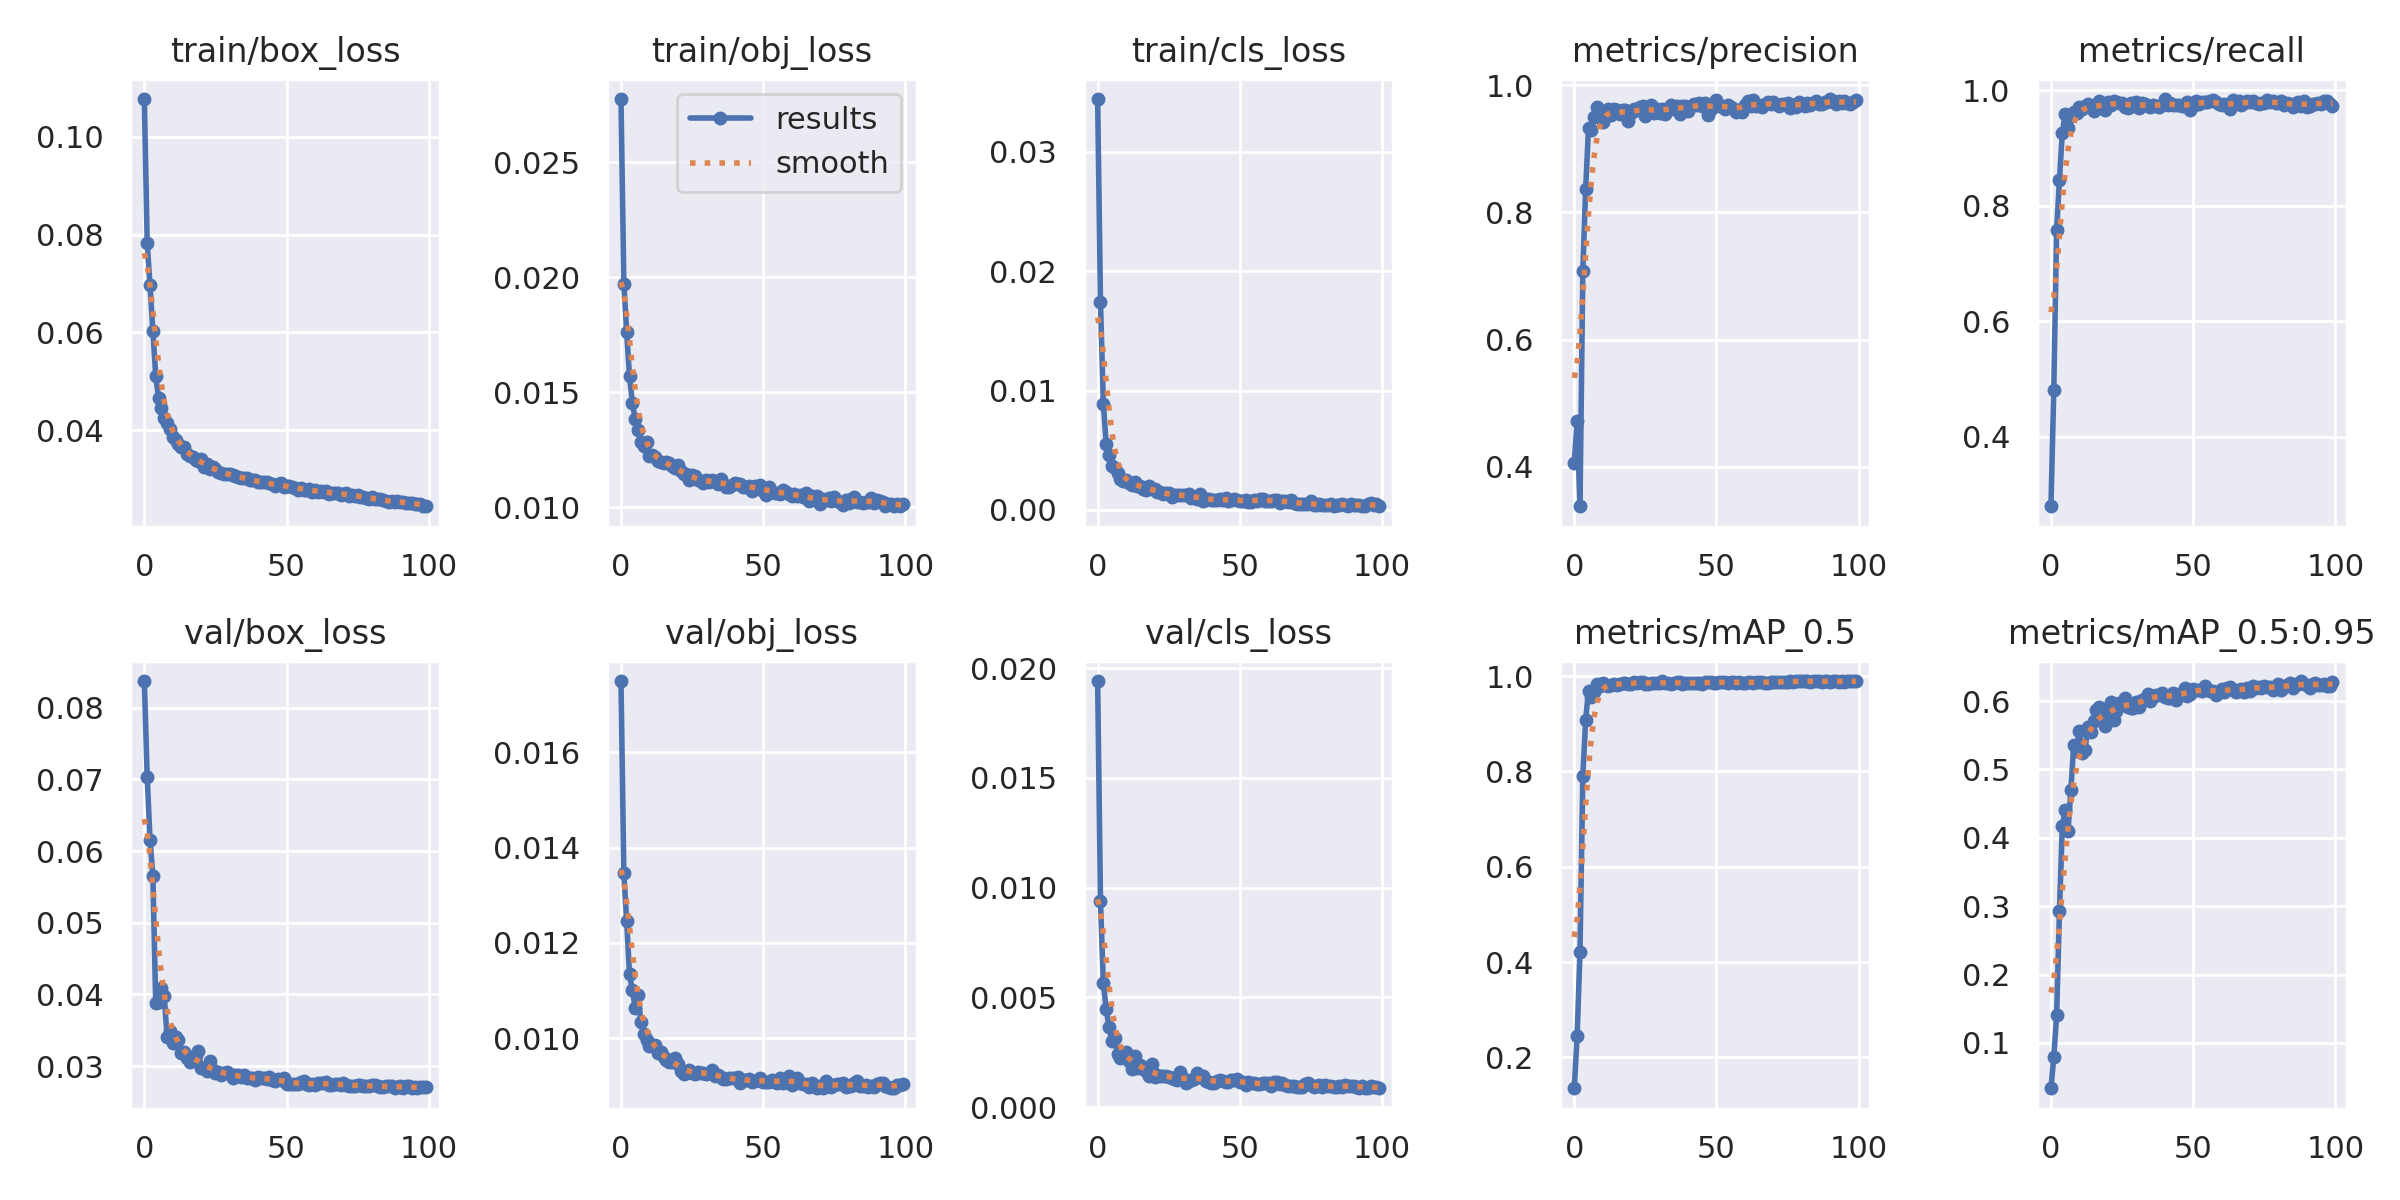 train/box_loss
0.10
0.08
0.06
0.04
0 50 100
train/obj_loss
results
smooth
0.025
0.020
0.015
0.010
0 50 100
train/cls_loss
0.03
0.02
0.01
0.00
0 50 100
metrics/precision
1.0
0.8
0.6
0.4
0 50 100
metrics/recall
1.0
0.8
0.6
0.4
0 50 100
val/box_loss
0.08
0.07
0.06
0.05
0.04
0.03
0 50 100
val/obj_loss
0.016
0.014
0.012
0.010
0 50 100
val/cls_loss
0.020
0.015
0.010
0.005
0.000
0 50 100
metrics/mAP_0.5
1.0
0.8
0.6
0.4
0.2
0 50 100
metrics/mAP_0.5:0.95
0.6
0.5
0.4
0.3
0.2
0.1
0 50 100